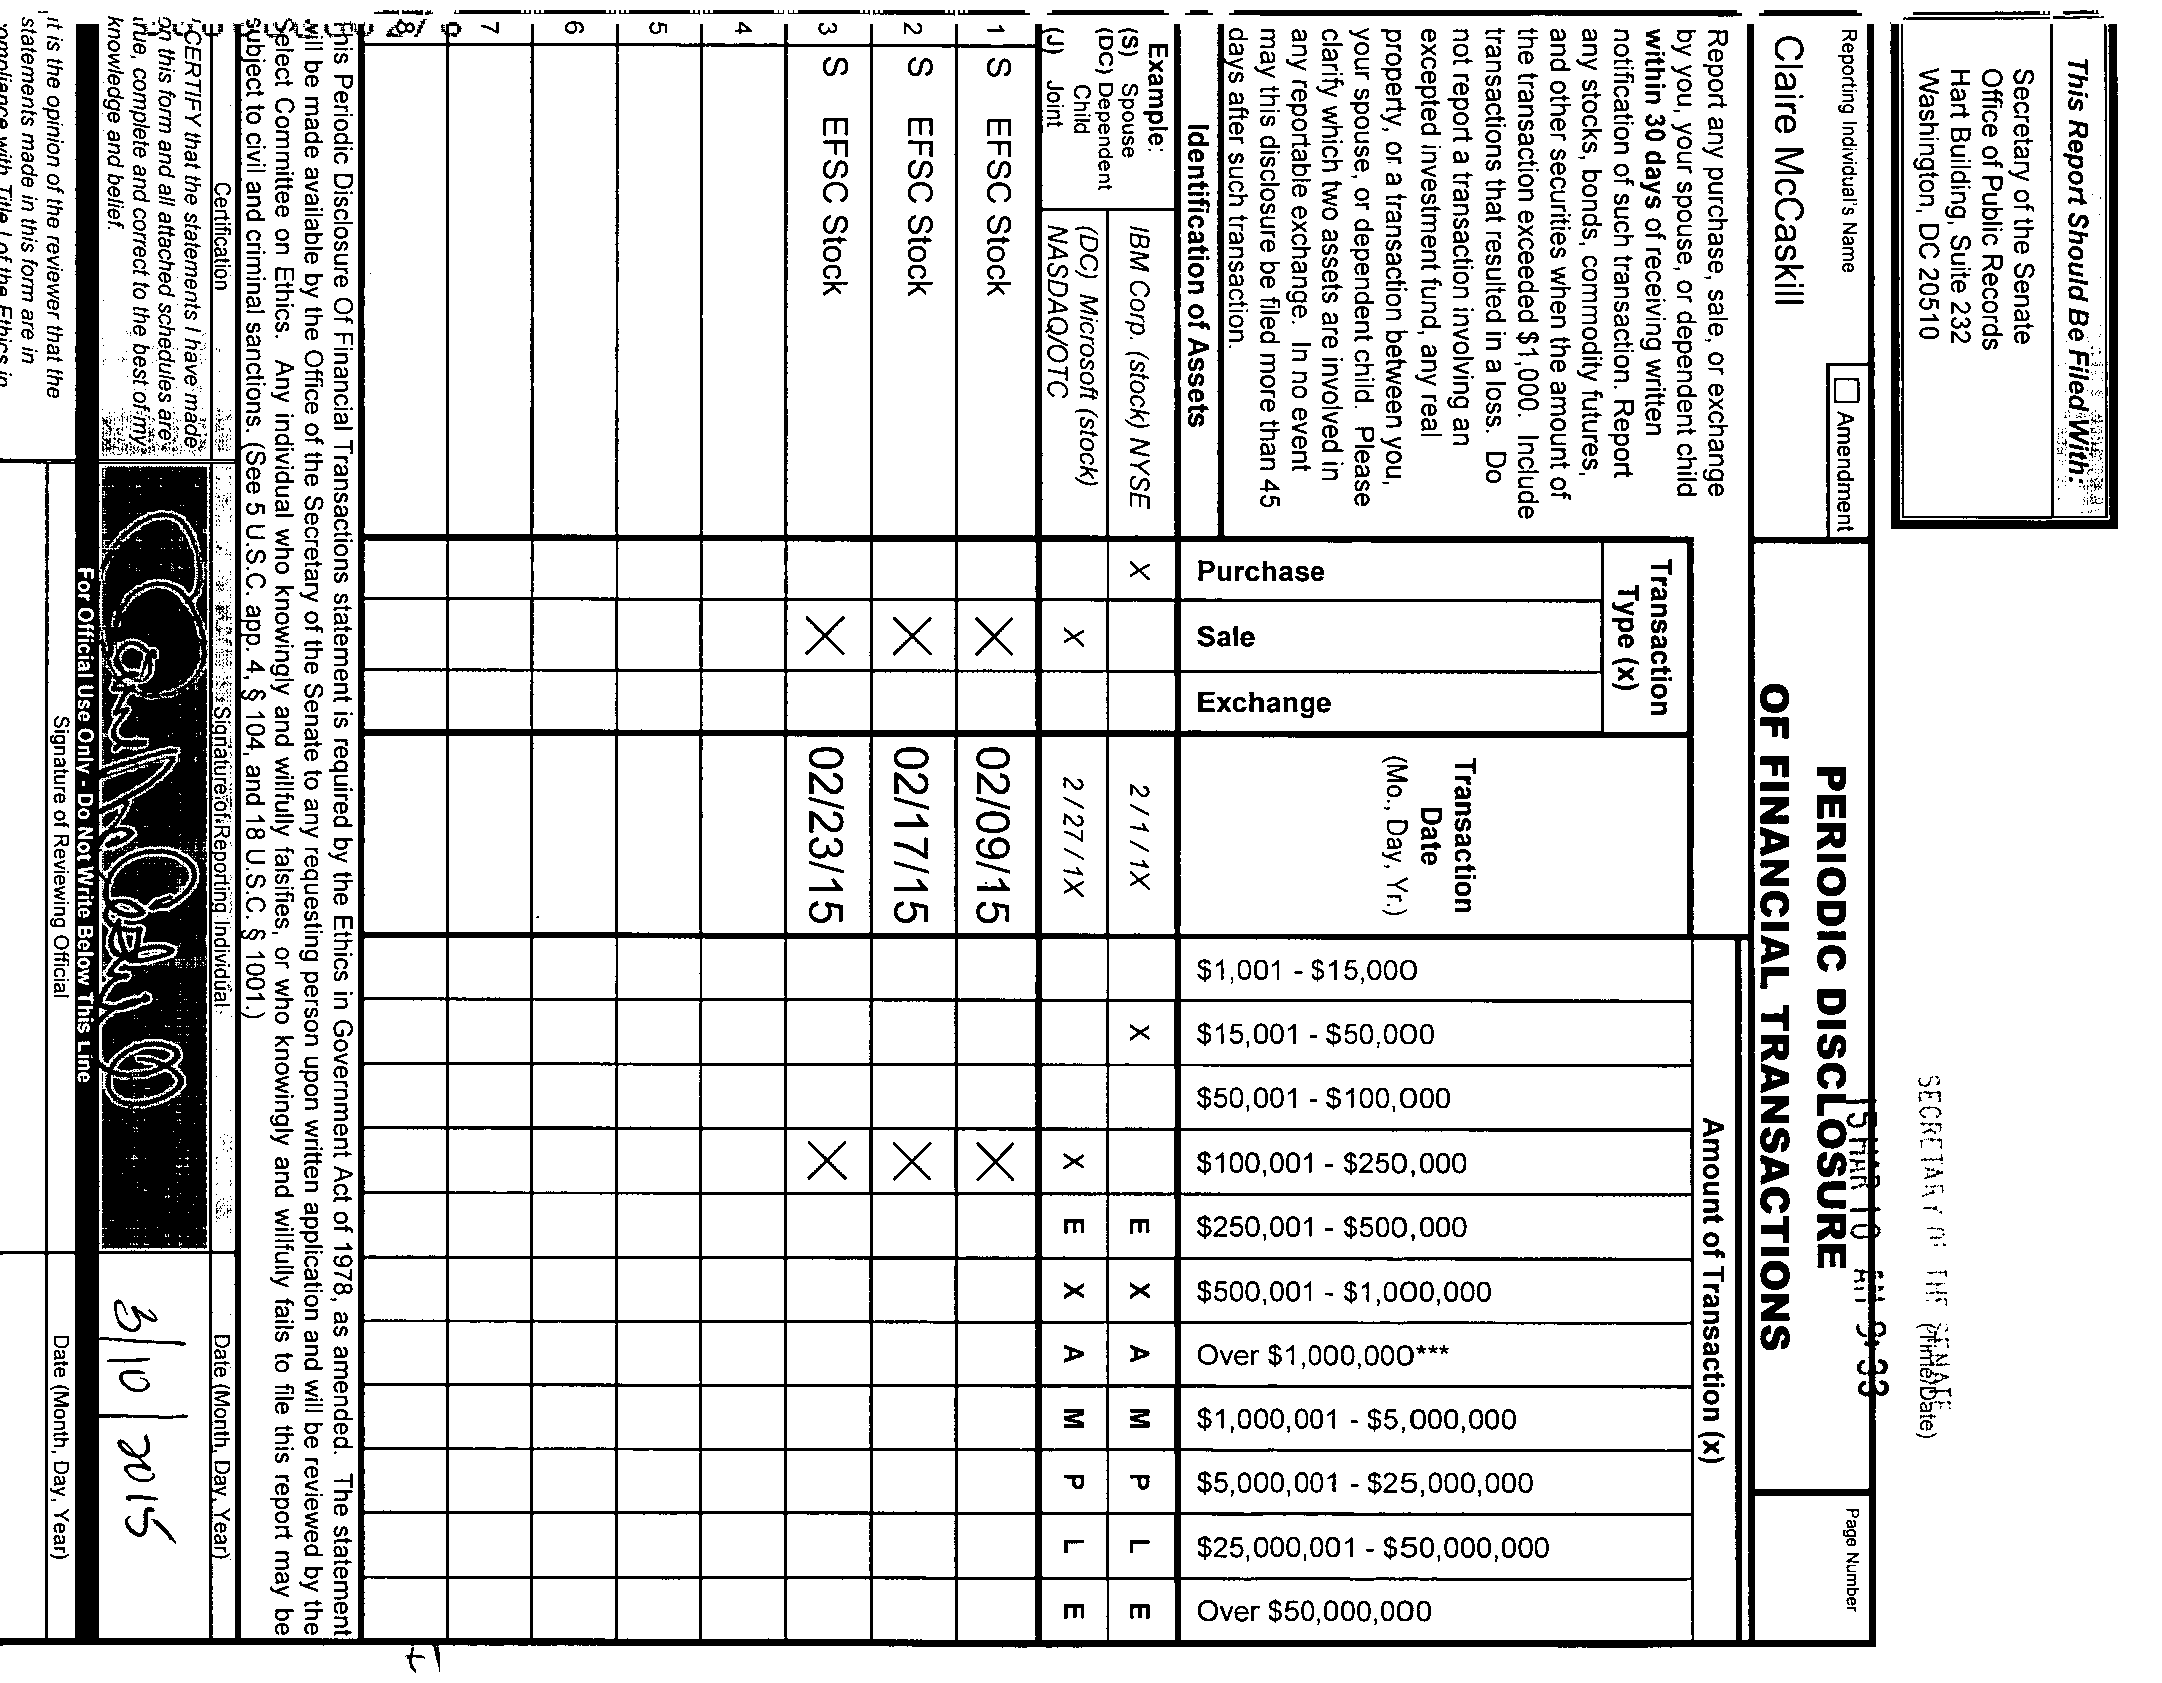 This Report Should Be Filed With:
Secretary of the Senate
Office of Public Records
Hart Building, Suite 232
Washington, DC 20510
SECRETARY OF THE SENATE
(Time/Date)
15 MAR 10 AM 9:33
Reporting Individual's Name
Amendment
Claire McCaskill
PERIODIC DISCLOSURE
OF FINANCIAL TRANSACTIONS
Page Number
Report any purchase, sale, or exchange
by you, your spouse, or dependent child
within 30 days of receiving written
notification of such transaction. Report
any stocks, bonds, commodity futures,
and other securities when the amount of
the transaction exceeded $1,000. Include
transactions that resulted in a loss. Do
not report a transaction involving an
excepted investment fund, any real
property, or a transaction between you,
your spouse, or dependent child. Please
clarify which two assets are involved in
any reportable exchange. In no event
may this disclosure be filed more than 45
days after such transaction.
Identification of Assets
Transaction
Type (x)
Purchase
Sale
Exchange
Transaction
Date
(Mo., Day, Yr.)
Amount of Transaction (x)
$1,001 - $15,000
$15,001 - $50,000
$50,001 - $100,000
$100,001 - $250,000
$250,001 - $500,000
$500,001 - $1,000,000
Over $1,000,000***
$1,000,001 - $5,000,000
$5,000,001 - $25,000,000
$25,000,001 - $50,000,000
Over $50,000,000
Example:
(S) Spouse
(DC) Dependent
Child
(J) Joint
IBM Corp. (stock) NYSE X 2 / 1 / 1X X E X A M P L E
(DC) Microsoft (stock)
NASDAQ/OTC X 2 / 27 / 1X X E X A M P L E
1 S EFSC Stock X 02/09/15 X
2 S EFSC Stock X 02/17/15 X
3 S EFSC Stock X 02/23/15 X
4
5
6
7
8
This Periodic Disclosure Of Financial Transactions statement is required by the Ethics in Government Act of 1978, as amended. The statement
will be made available by the Office of the Secretary of the Senate to any requesting person upon written application and will be reviewed by the
Select Committee on Ethics. Any individual who knowingly and willfully falsifies, or who knowingly and willfully fails to file this report may be
subject to civil and criminal sanctions. (See 5 U.S.C. app. 4, § 104, and 18 U.S.C. § 1001.)
Certification
Signature of Reporting Individual
Date (Month, Day, Year)
I CERTIFY that the statements I have made
on this form and all attached schedules are
true, complete and correct to the best of my
knowledge and belief.
Claire McCaskill
3/10/2015
For Official Use Only - Do Not Write Below This Line
It is the opinion of the reviewer that the
statements made in this form are in
compliance with Title I of the Ethics in
Signature of Reviewing Official
Date (Month, Day, Year)